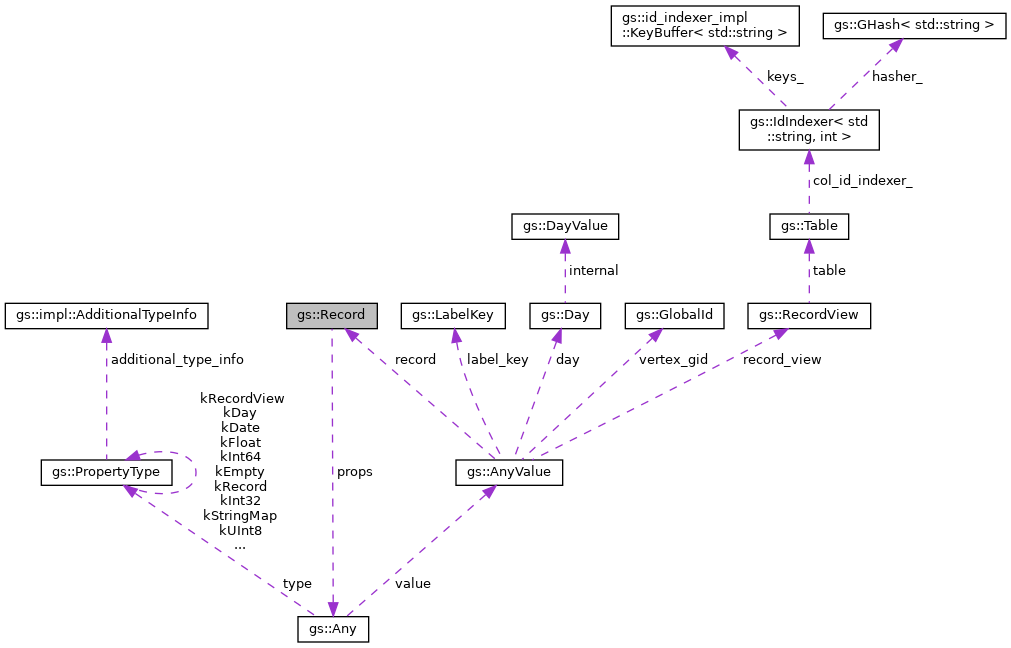 gs::id_indexer_impl
::KeyBuffer< std::string >
gs::GHash< std::string >
keys_
hasher_
gs::IdIndexer< std
::string, int >
col_id_indexer_
gs::DayValue
gs::Table
internal
table
gs::impl::AdditionalTypeInfo
gs::Record
gs::LabelKey
gs::Day
gs::GlobalId
gs::RecordView
additional_type_info
record
label_key
day
vertex_gid
record_view
kRecordView
kDay
kDate
kFloat
kInt64
kEmpty
kRecord
kInt32
kStringMap
kUInt8
...
gs::PropertyType
props
gs::AnyValue
type
value
gs::Any